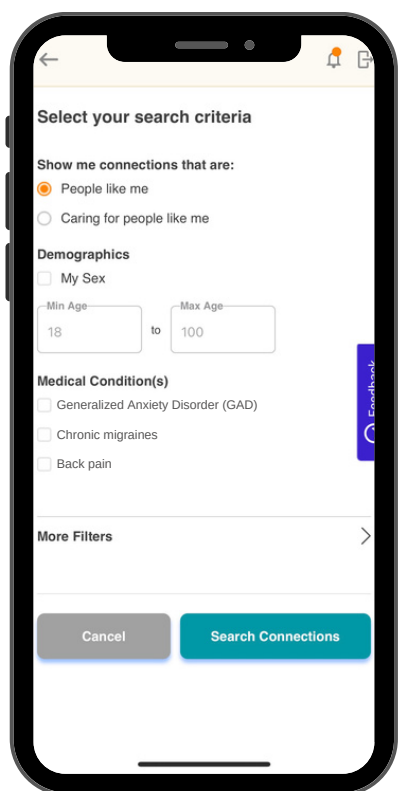 Select your search criteria
Show me connections that are:
People like me
Caring for people like me
Demographics
My Sex
Min Age
Max Age
18
to
100
Medical Condition(s)
Generalized Anxiety Disorder (GAD)
Feedback
Chronic migraines
Back pain
More Filters
Cancel
Search Connections